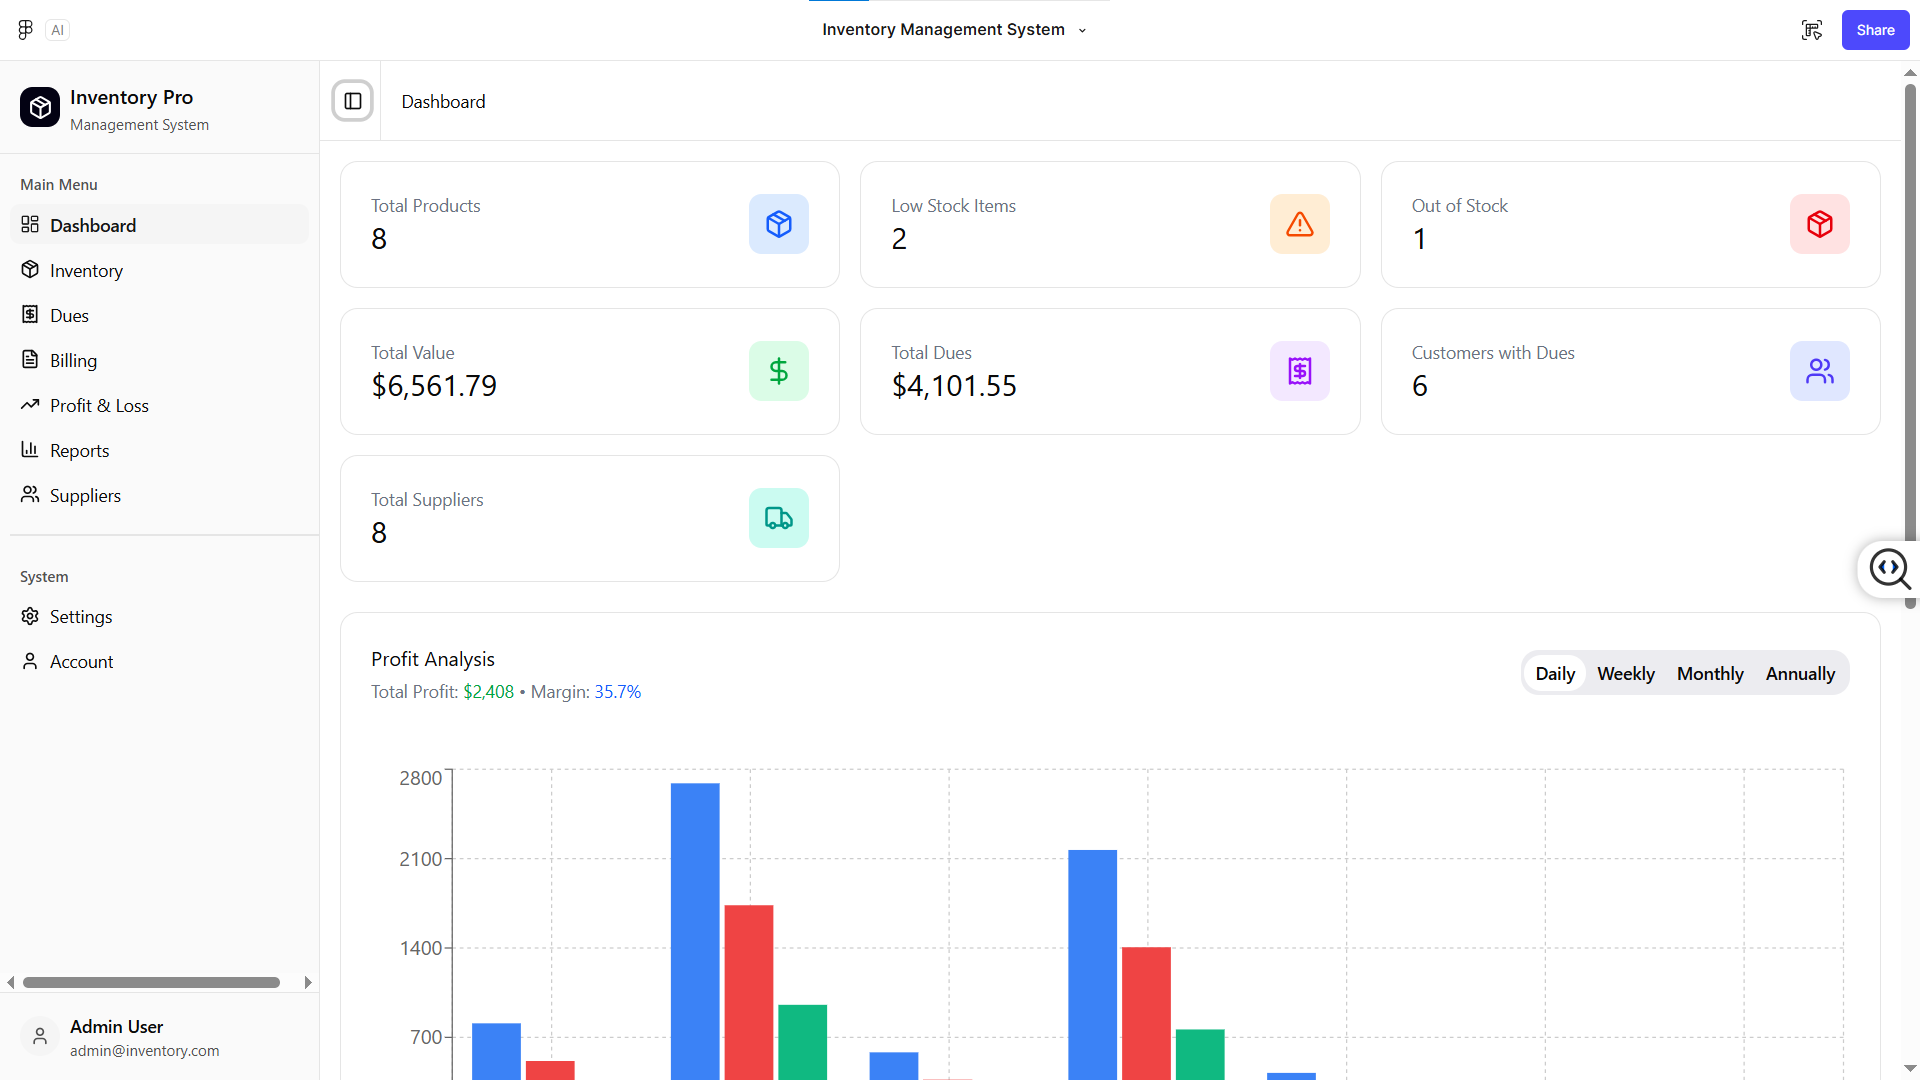 AI
Inventory Management System
Share
Inventory Pro
Management System
Main Menu
Dashboard
Inventory
Dues
Billing
Profit & Loss
Reports
Suppliers
System
Settings
Account
Admin User
admin@inventory.com
Dashboard
Total Products
8
Low Stock Items
2
Out of Stock
1
Total Value
$6,561.79
Total Dues
$4,101.55
Customers with Dues
6
Total Suppliers
8
Profit Analysis
Total Profit: $2,408 • Margin: 35.7%
Daily Weekly Monthly Annually
2800
2100
1400
700